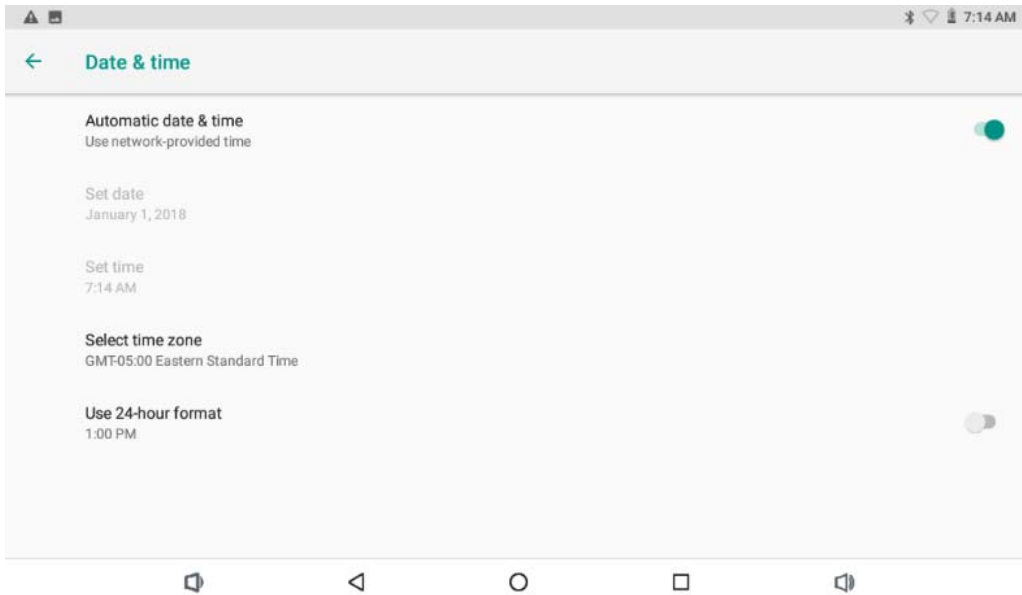 7:14 AM
Date & time
Automatic date & time
Use network-provided time
Set date
January 1, 2018
Set time
7:14 AM
Select time zone
GMT-05:00 Eastern Standard Time
Use 24-hour format
1:00 PM